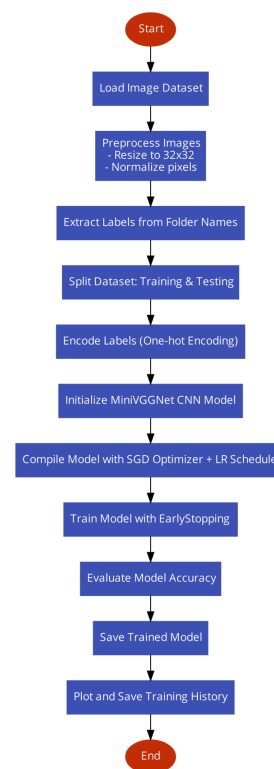 Start
Load Image Dataset
Preprocess Images
- Resize to 32x32
- Normalize pixels
Extract Labels from Folder Names
Split Dataset: Training & Testing
Encode Labels (One-hot Encoding)
Initialize MiniVGGNet CNN Model
Compile Model with SGD Optimizer + LR Schedule
Train Model with EarlyStopping
Evaluate Model Accuracy
Save Trained Model
Plot and Save Training History
End